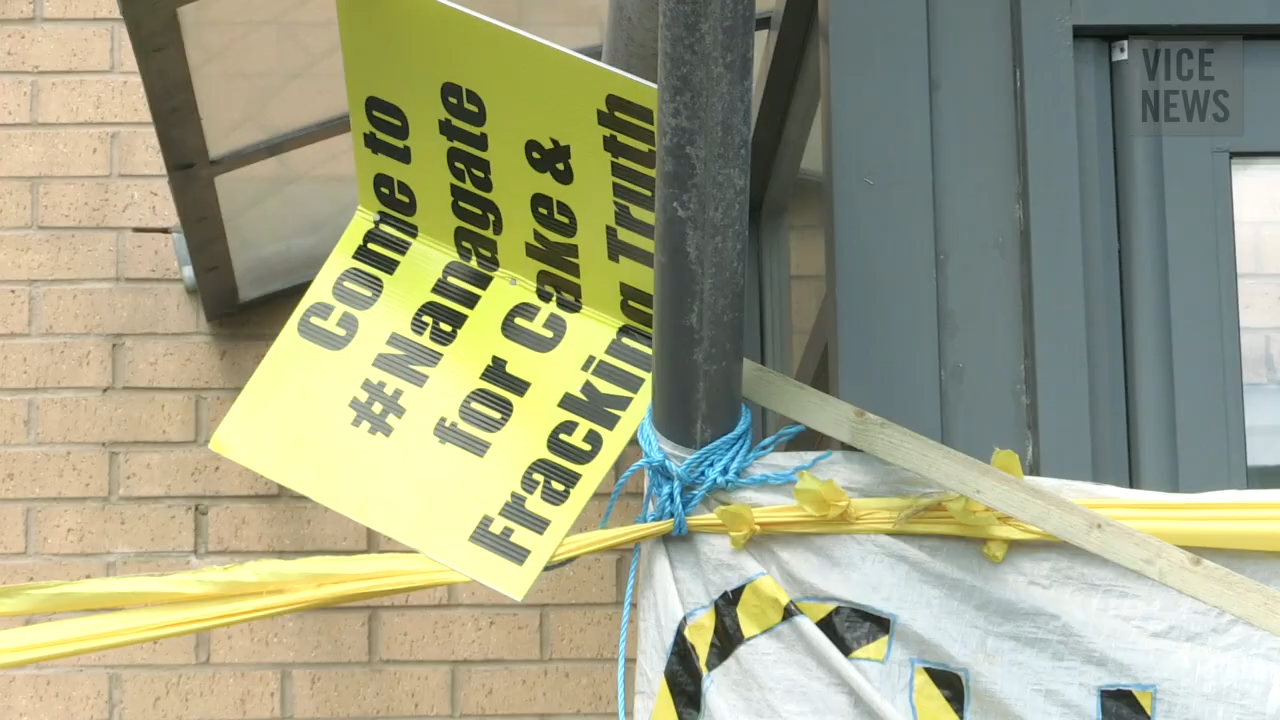 VICE
NEWS
Come to
#Nanagate
for Cake &
Fracking Truth